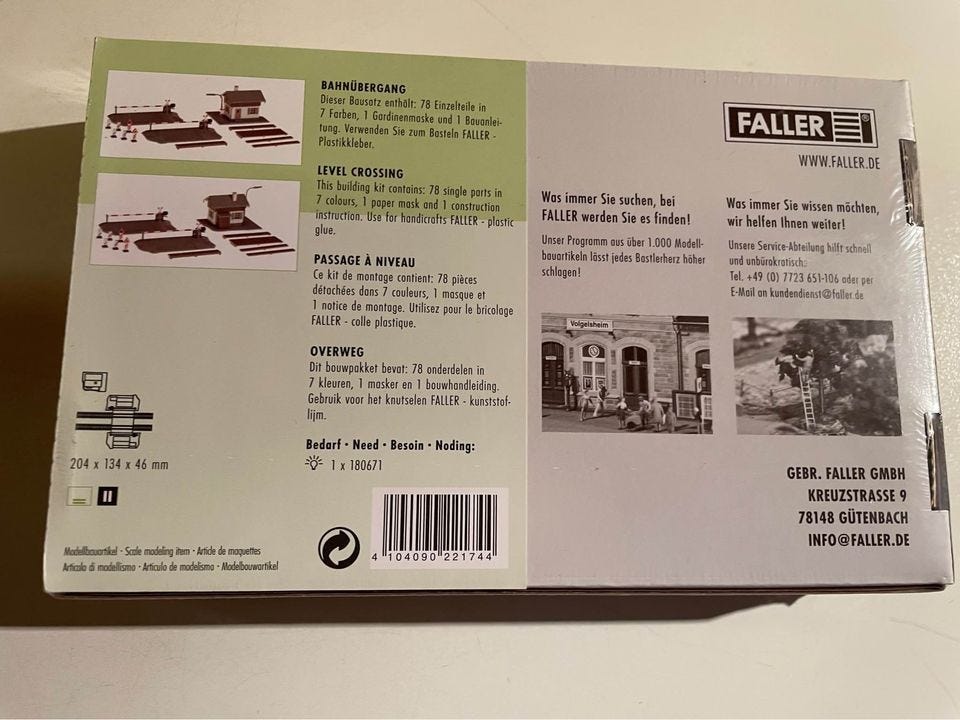 BAHNÜBERGANG
Dieser Bausatz enthält: 78 Einzelteile in
7 Farben, 1 Gardinenmaske und 1 Bauanlei-
tung. Verwenden Sie zum Basteln FALLER -
Plastikkleber.
LEVEL CROSSING
This building kit contains: 78 single parts in
7 colours, 1 paper mask and 1 construction
instruction. Use for handicrafts FALLER - plastic
glue.
PASSAGE À NIVEAU
Ce kit de montage contient: 78 pièces
détachées dans 7 couleurs, 1 masque et
1 notice de montage. Utilisez pour le bricolage
FALLER - colle plastique.
OVERWEG
Dit bouwpakket bevat: 78 onderdelen in
7 kleuren, 1 masker en 1 bouwhandleiding.
Gebruik voor het knutselen FALLER - kunststof-
lijm.
Bedarf · Need · Besoin · Noding:
1 x 180671
204 x 134 x 46 mm
II
Modellbauartikel · Scale modeling item · Article de maquettes
Articolo di modellismo · Articulo de modelismo · Modelbouwartikel
4 104090 221744
FALLER ®
WWW.FALLER.DE
Was immer Sie suchen, bei
FALLER werden Sie es finden!
Unser Programm aus über 1.000 Modell-
bauartikeln lässt jedes Bastlerherz höher
schlagen!
Volgelsheim
Was immer Sie wissen möchten,
wir helfen Ihnen weiter!
Unsere Service-Abteilung hilft schnell
und unbürokratisch:
Tel. +49 (0) 7723 651-106 oder per
E-Mail an kundendienst@faller.de
GEBR. FALLER GMBH
KREUZSTRASSE 9
78148 GÜTENBACH
INFO@FALLER.DE